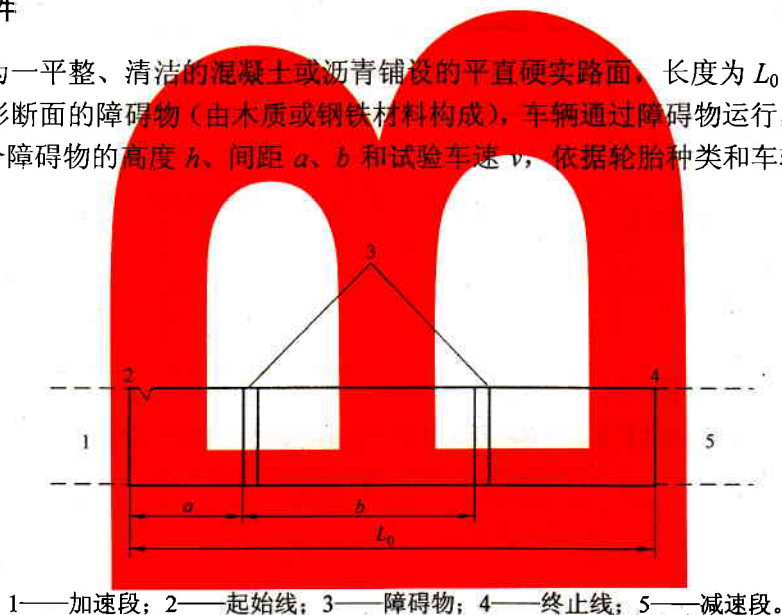 件
为一平整、清洁的混凝土或沥青铺设的平直硬实路面，长度为 L₀
形断面的障碍物（由木质或钢铁材料构成），车辆通过障碍物运行，
个障碍物的高度 h、间距 a、b 和试验车速 v，依据轮胎种类和车
3
2
4
1
5
a
b
L₀
1——加速段；2——起始线；3——障碍物；4——终止线；5——减速段。